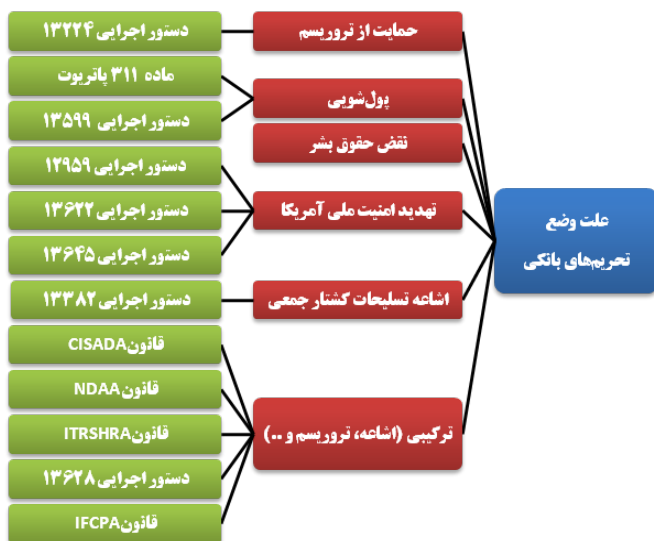 علت وضع
تحریم‌های بانکی
حمایت از تروریسم
دستور اجرایی ۱۳۲۲۴
پول‌شویی
ماده ۳۱۱ پاتریوت
دستور اجرایی ۱۳۵۹۹
نقض حقوق بشر
تهدید امنیت ملی آمریکا
دستور اجرایی ۱۲۹۵۹
دستور اجرایی ۱۳۶۲۲
دستور اجرایی ۱۳۶۴۵
اشاعه تسلیحات کشتار جمعی
دستور اجرایی ۱۳۳۸۲
ترکیبی (اشاعه، تروریسم و ..)
قانونCISADA
قانونNDAA
قانونITRSHRA
دستور اجرایی ۱۳۶۲۸
قانونIFCPA